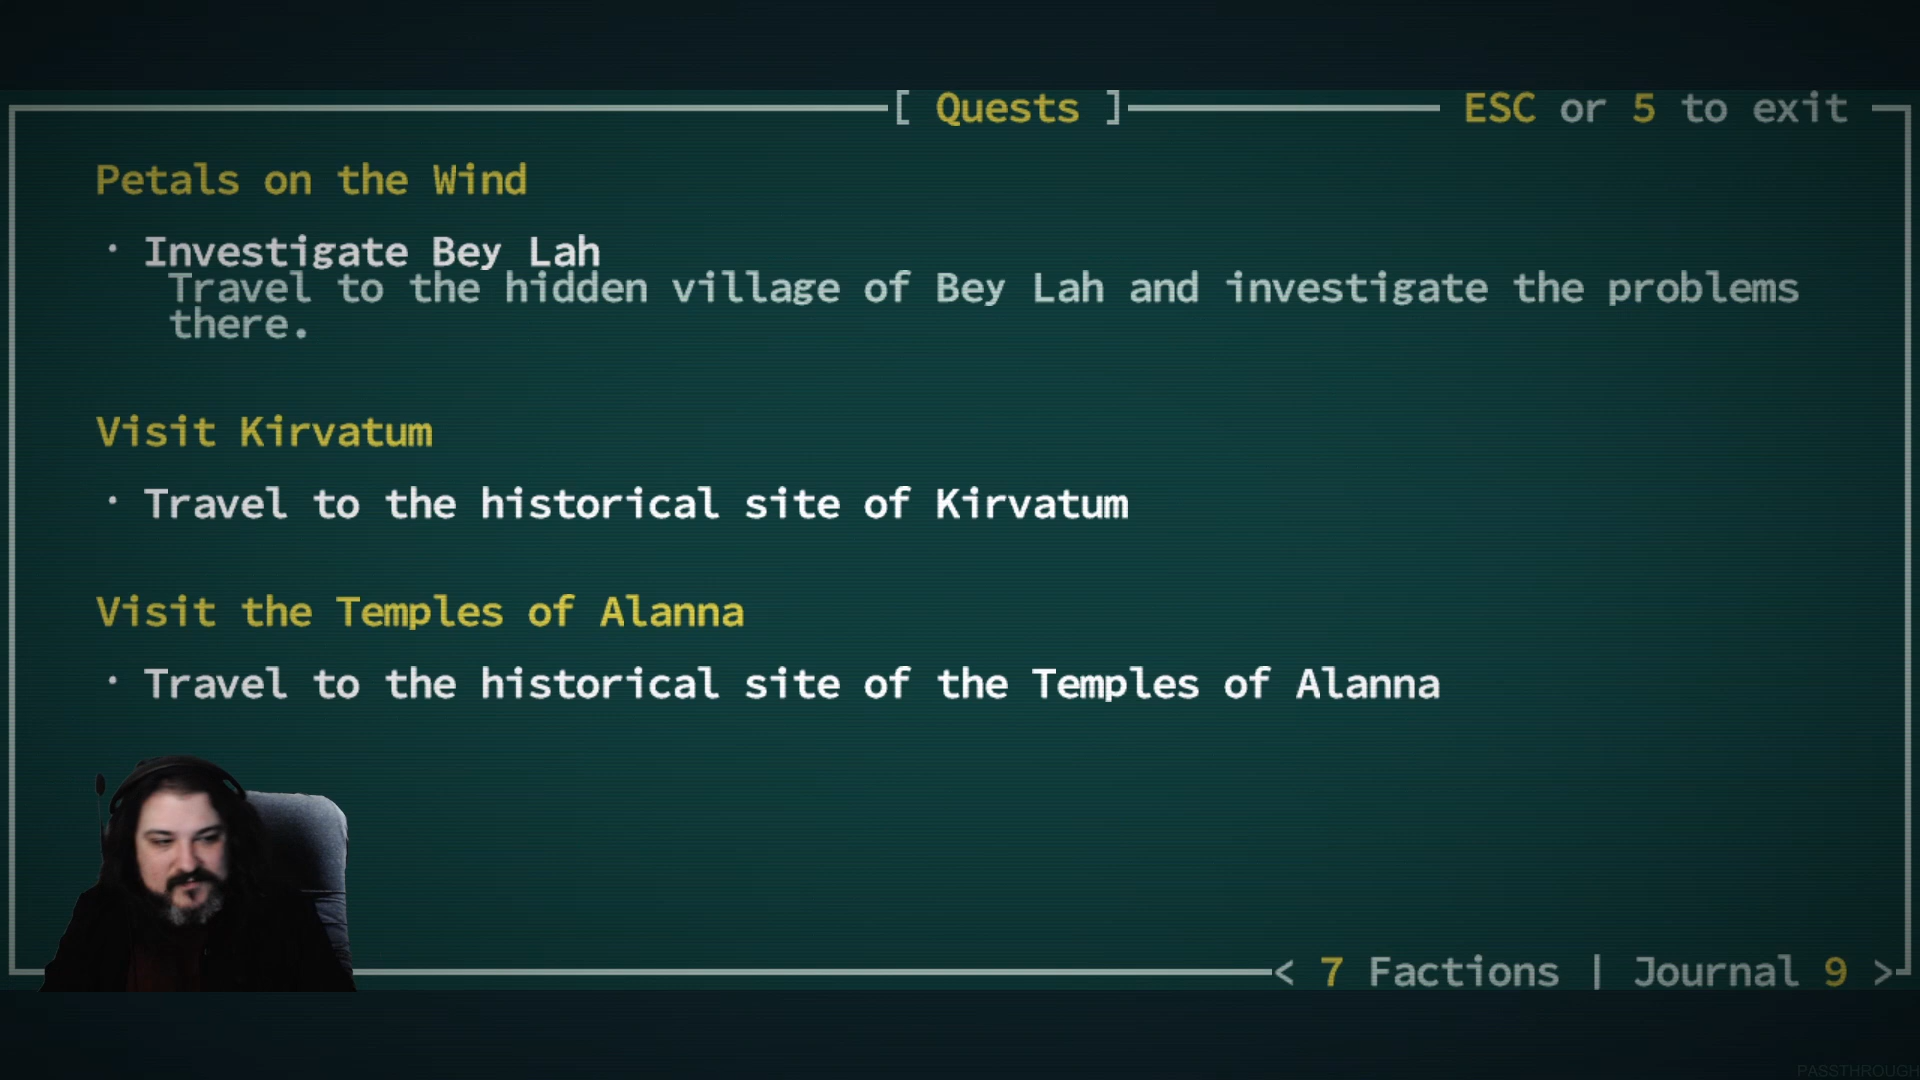 [ Quests ]
ESC or 5 to exit
Petals on the Wind
· Investigate Bey Lah
Travel to the hidden village of Bey Lah and investigate the problems
there.
Visit Kirvatum
· Travel to the historical site of Kirvatum
Visit the Temples of Alanna
· Travel to the historical site of the Temples of Alanna
< 7 Factions | Journal 9 >
PASSTHROUGH